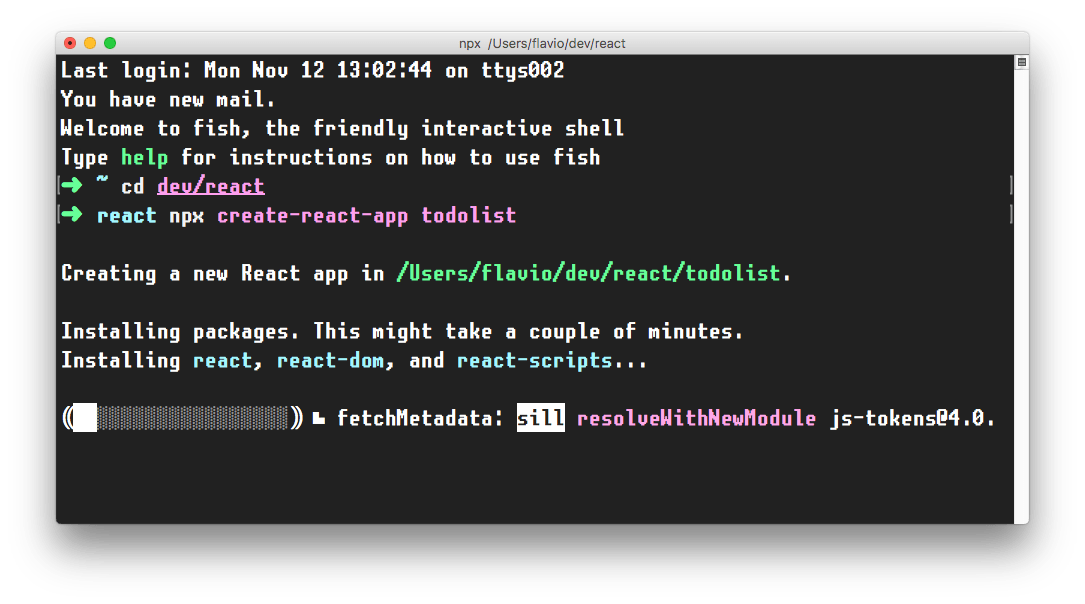 npx /Users/flavio/dev/react
Last login: Mon Nov 12 13:02:44 on ttys002
You have new mail.
Welcome to fish, the friendly interactive shell
Type help for instructions on how to use fish
➜ ~ cd dev/react
➜ react npx create-react-app todolist
Creating a new React app in /Users/flavio/dev/react/todolist.
Installing packages. This might take a couple of minutes.
Installing react, react-dom, and react-scripts...
((██░░░░░░░░░░░░░░░░)) ⠧ fetchMetadata: sill resolveWithNewModule js-tokens@4.0.